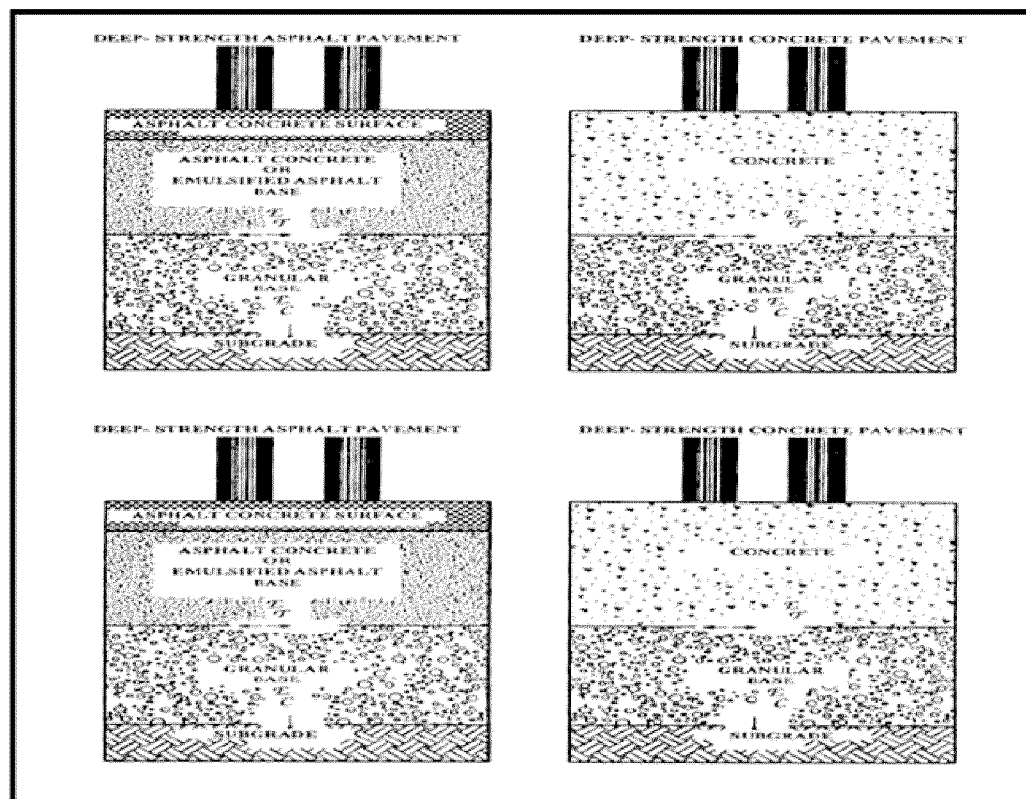 DEEP- STRENGTH ASPHALT PAVEMENT
ASPHALT CONCRETE SURFACE
ASPHALT CONCRETE
OR
EMULSIFIED ASPHALT
BASE
GRANULAR
BASE
C
SUBGRADE
DEEP- STRENGTH CONCRETE PAVEMENT
CONCRETE
GRANULAR
BASE
C
SUBGRADE
DEEP- STRENGTH ASPHALT PAVEMENT
ASPHALT CONCRETE SURFACE
ASPHALT CONCRETE
OR
EMULSIFIED ASPHALT
BASE
GRANULAR
BASE
C
SUBGRADE
DEEP- STRENGTH CONCRETE PAVEMENT
CONCRETE
GRANULAR
BASE
C
SUBGRADE